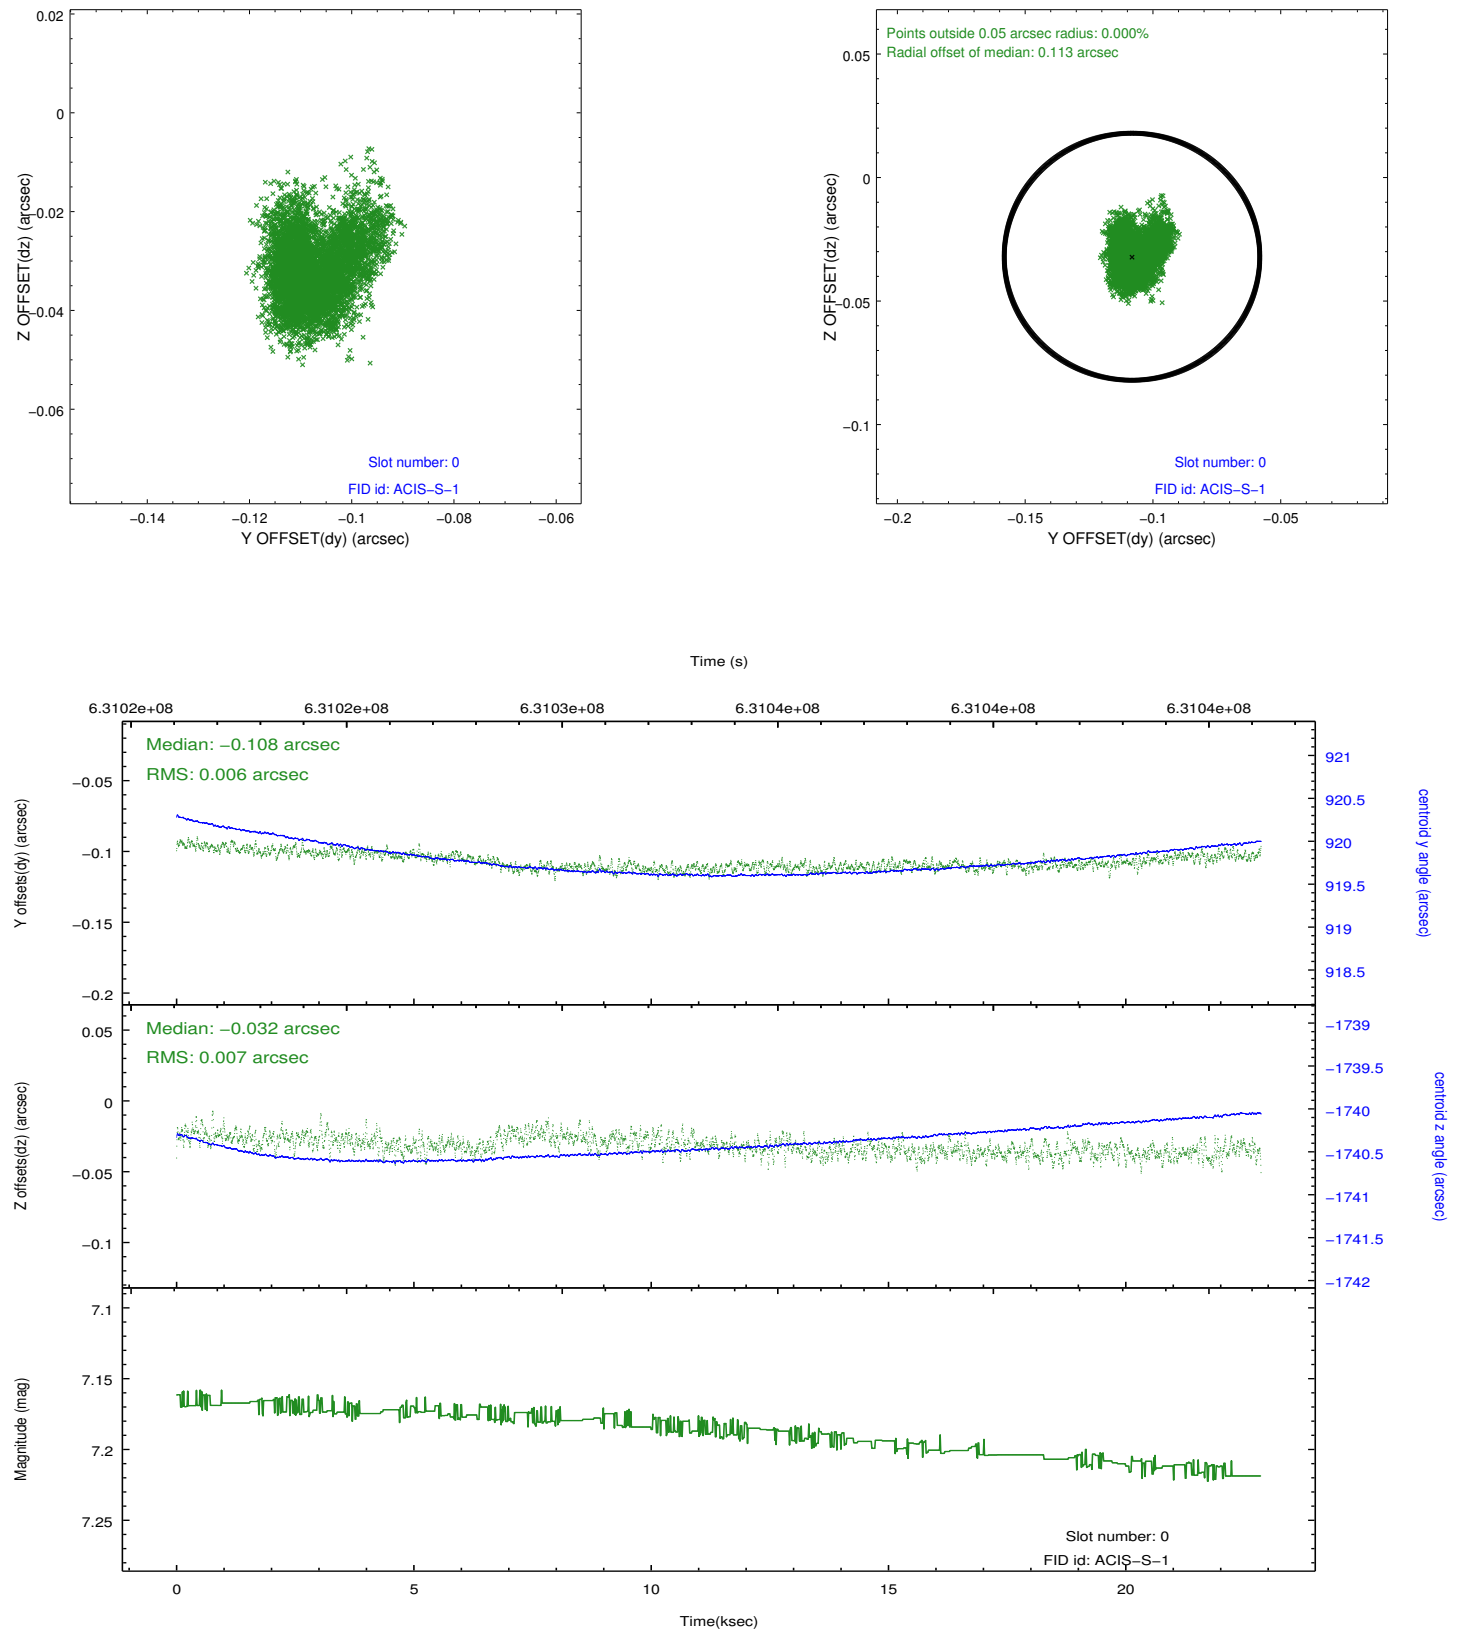 0.02
0
−0.02
−0.04
−0.06
Z OFFSET(dz) (arcsec)
Slot number: 0
FID id: ACIS−S−1
−0.14
−0.12
−0.1
−0.08
−0.06
Y OFFSET(dy) (arcsec)
Points outside 0.05 arcsec radius: 0.000%
Radial offset of median: 0.113 arcsec
0.05
0
−0.05
−0.1
Z OFFSET(dz) (arcsec)
Slot number: 0
FID id: ACIS−S−1
−0.2
−0.15
−0.1
−0.05
Y OFFSET(dy) (arcsec)
Time (s)
6.3102e+08
6.3102e+08
6.3103e+08
6.3104e+08
6.3104e+08
6.3104e+08
Median: −0.108 arcsec
RMS: 0.006 arcsec
−0.05
−0.1
−0.15
−0.2
Y offsets(dy) (arcsec)
921
920.5
920
919.5
919
918.5
centroid y angle (arcsec)
Median: −0.032 arcsec
RMS: 0.007 arcsec
0.05
0
−0.05
−0.1
Z offsets(dz) (arcsec)
−1739
−1739.5
−1740
−1740.5
−1741
−1741.5
−1742
centroid z angle (arcsec)
7.1
7.15
7.2
7.25
Magnitude (mag)
Slot number: 0
FID id: ACIS−S−1
0
5
10
15
20
Time(ksec)